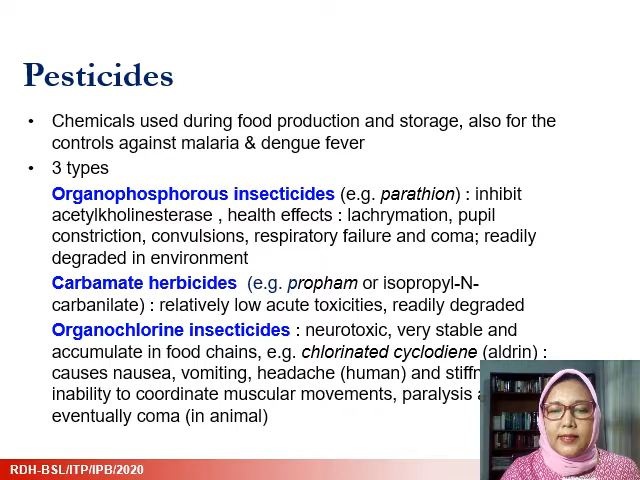 Pesticides
• Chemicals used during food production and storage, also for the
controls against malaria & dengue fever
• 3 types
Organophosphorous insecticides (e.g. parathion) : inhibit
acetylkholinesterase , health effects : lachrymation, pupil
constriction, convulsions, respiratory failure and coma; readily
degraded in environment
Carbamate herbicides (e.g. propham or isopropyl-N-
carbanilate) : relatively low acute toxicities, readily degraded
Organochlorine insecticides : neurotoxic, very stable and
accumulate in food chains, e.g. chlorinated cyclodiene (aldrin) :
causes nausea, vomiting, headache (human) and
inability to coordinate muscular movements, paralysis
eventually coma (in animal)
RDH-BSL/ITP/IPB/2020